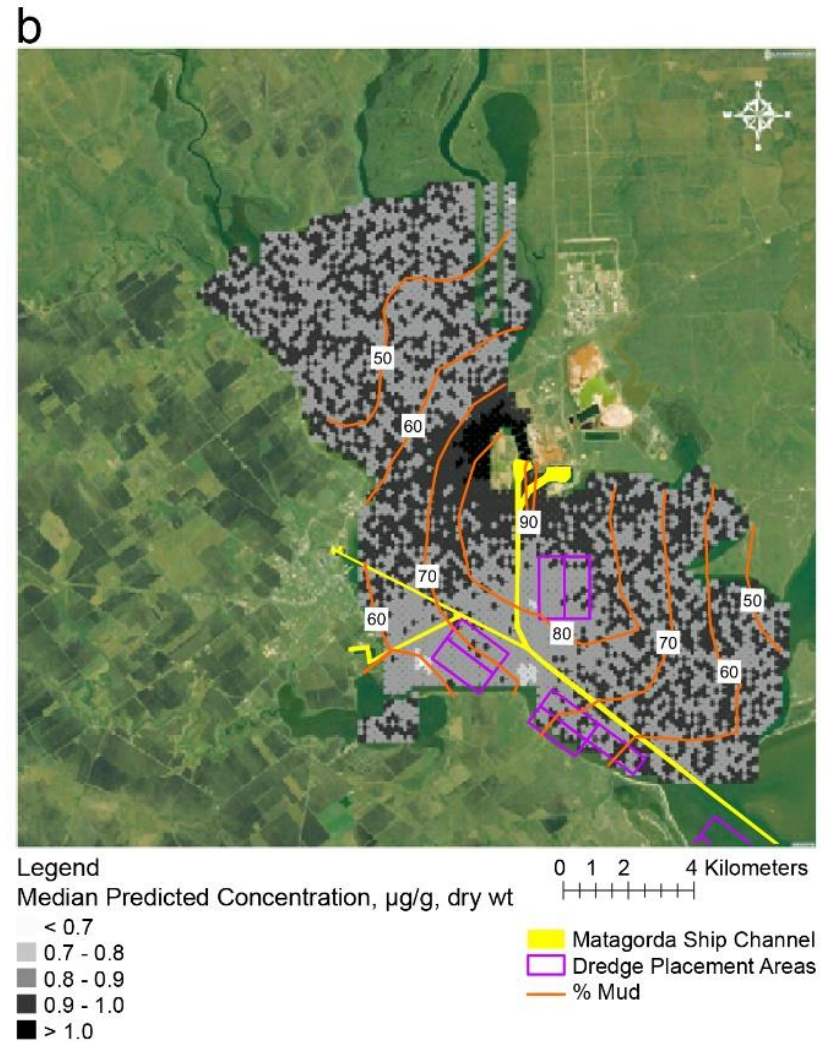 b
N
W E
S
50
60
90
70
50
60
80
70
60
Legend
Median Predicted Concentration, µg/g, dry wt
< 0.7
0.7 - 0.8
0.8 - 0.9
0.9 - 1.0
> 1.0
0 1 2 4 Kilometers
Matagorda Ship Channel
Dredge Placement Areas
% Mud